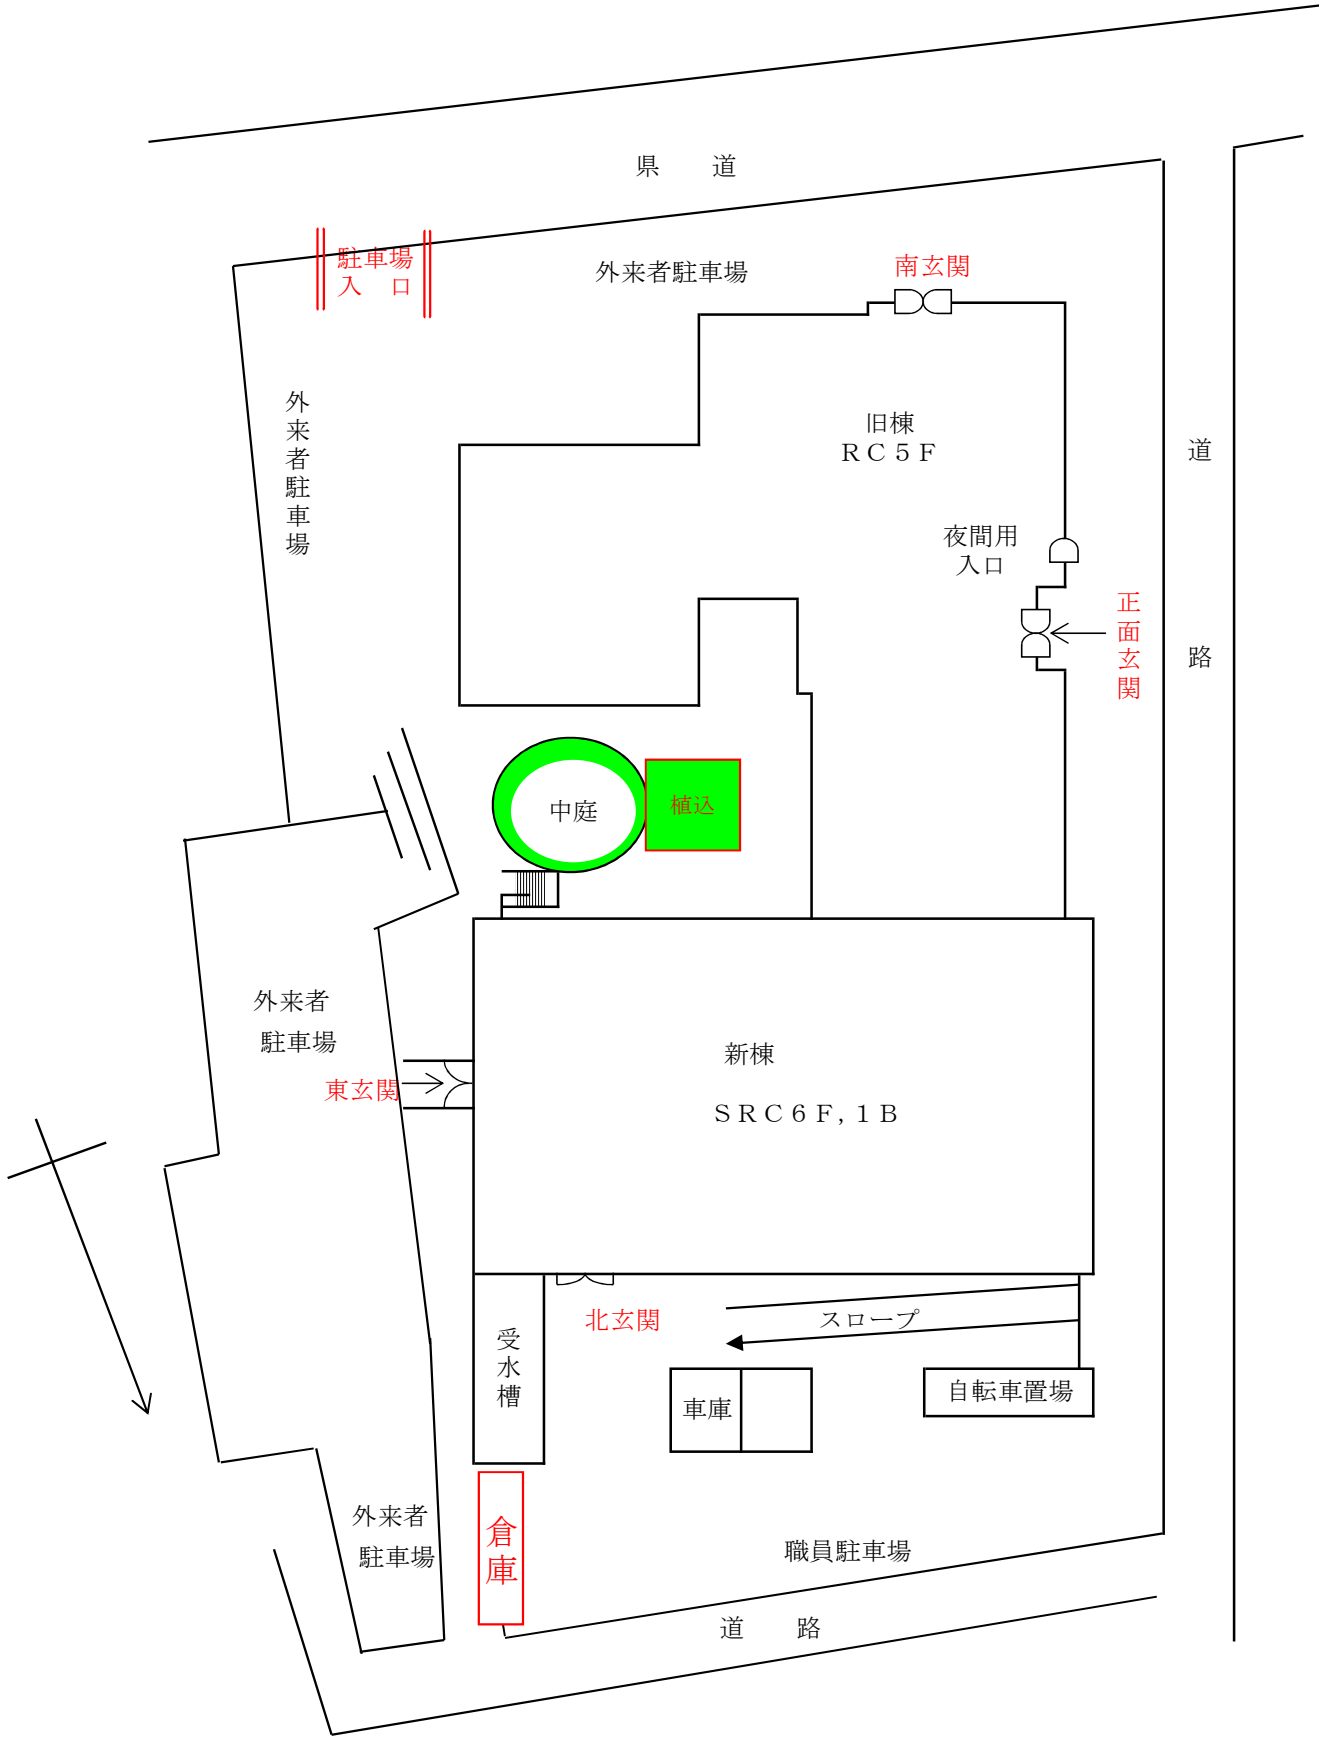 県　道
駐車場
入　口
外来者駐車場
南玄関
外来者駐車場
旧棟
ＲＣ５Ｆ
道　路
夜間用
入口
正面玄関
中庭
植込
外来者
駐車場
東玄関
新棟
ＳＲＣ６Ｆ,１Ｂ
北玄関
スロープ
受水槽
車庫
自転車置場
外来者
駐車場
倉庫
職員駐車場
道　路